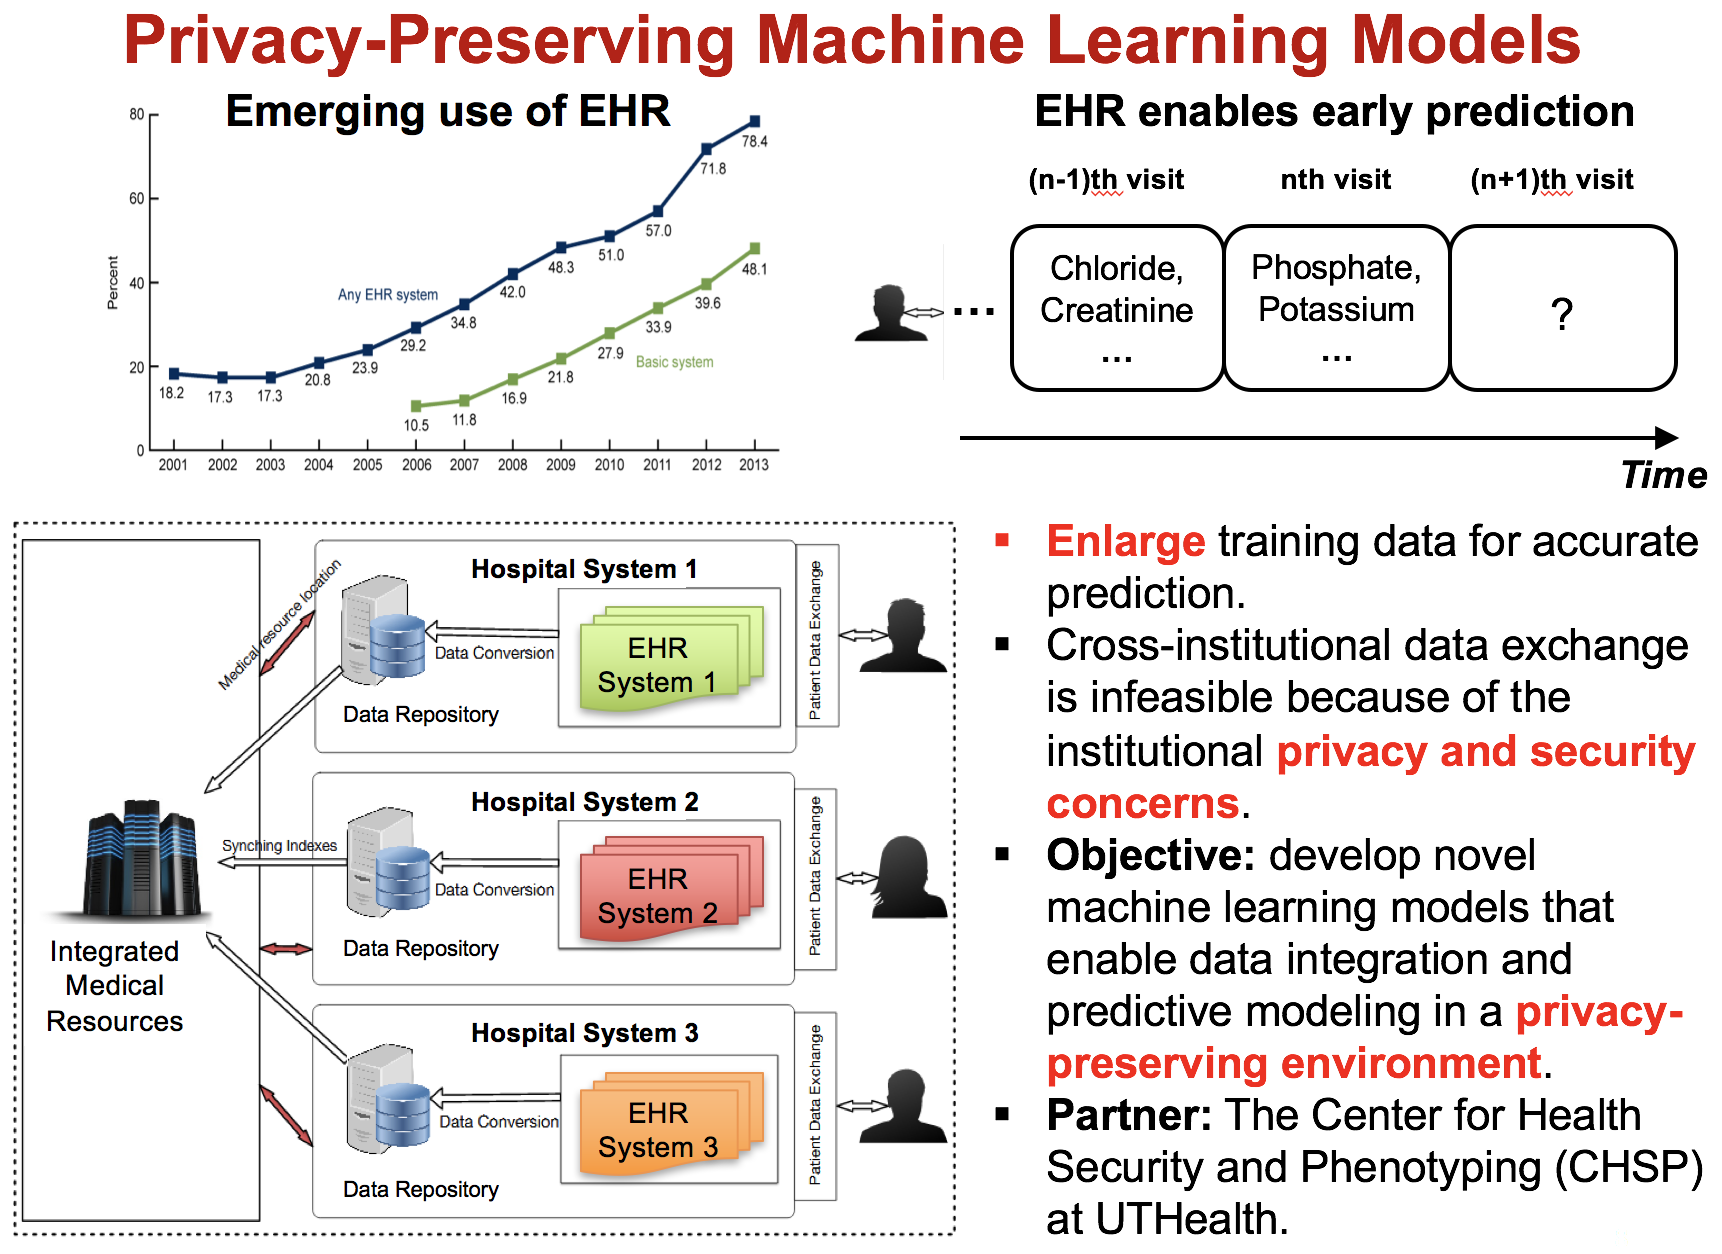 Privacy-Preserving Machine Learning Models
Emerging use of EHR
80
60
40
20
0
Percent
Any EHR system
18.2
17.3
17.3
20.8
23.9
29.2
34.8
42.0
48.3
51.0
57.0
71.8
78.4
Basic system
10.5
11.8
16.9
21.8
27.9
33.9
39.6
48.1
2001 2002 2003 2004 2005 2006 2007 2008 2009 2010 2011 2012 2013
EHR enables early prediction
(n-1)th visit nth visit (n+1)th visit
...
Chloride,
Creatinine
...
Phosphate,
Potassium
...
?
Time
Integrated
Medical
Resources
Medical resource location
Synching Indexes
Hospital System 1
Data Repository
Data Conversion
EHR
System 1
Patient Data Exchange
Hospital System 2
Data Repository
Data Conversion
EHR
System 2
Patient Data Exchange
Hospital System 3
Data Repository
Data Conversion
EHR
System 3
Patient Data Exchange
▪ Enlarge training data for accurate
prediction.
▪ Cross-institutional data exchange
is infeasible because of the
institutional privacy and security
concerns.
▪ Objective: develop novel
machine learning models that
enable data integration and
predictive modeling in a privacy-
preserving environment.
▪ Partner: The Center for Health
Security and Phenotyping (CHSP)
at UTHealth.